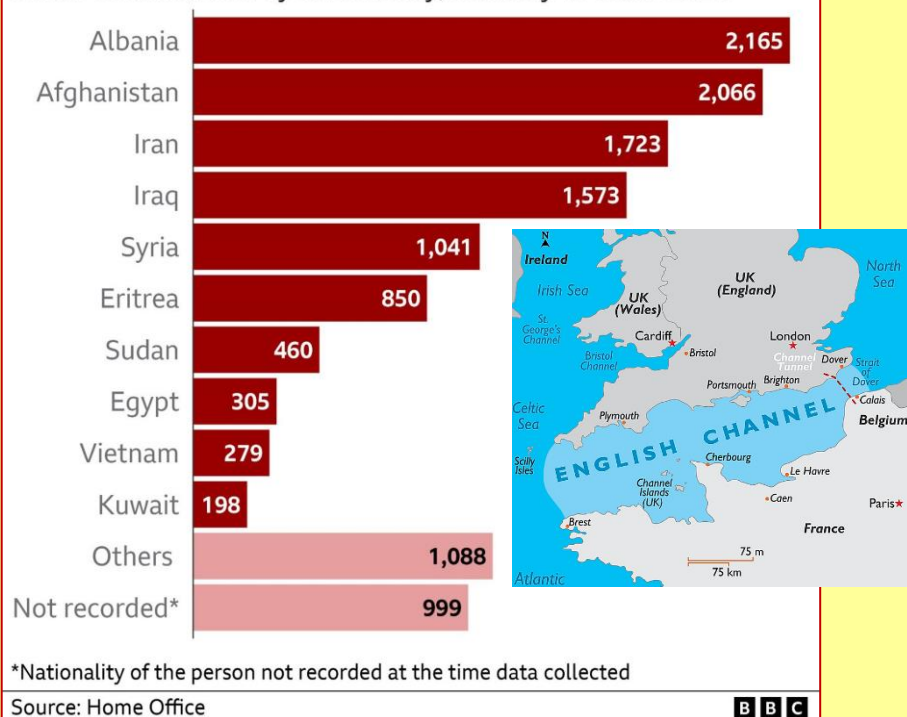 Albania 2,165
Afghanistan 2,066
Iran 1,723
Iraq 1,573
Syria 1,041
Eritrea 850
Sudan 460
Egypt 305
Vietnam 279
Kuwait 198
Others 1,088
Not recorded* 999
*Nationality of the person not recorded at the time data collected
Source: Home Office
BBC
N
Ireland
Irish Sea
UK
(Wales)
UK
(England)
North
Sea
St.
George's
Channel
Cardiff
Bristol
Bristol
Channel
London
Channel
Tunnel
Dover
Strait
of
Dover
Portsmouth
Brighton
Calais
Celtic
Sea
Plymouth
Belgium
ENGLISH CHANNEL
Scilly
Isles
Cherbourg
Le Havre
Channel
Islands
(UK)
Caen
Paris
Brest
France
75 m
75 km
Atlantic